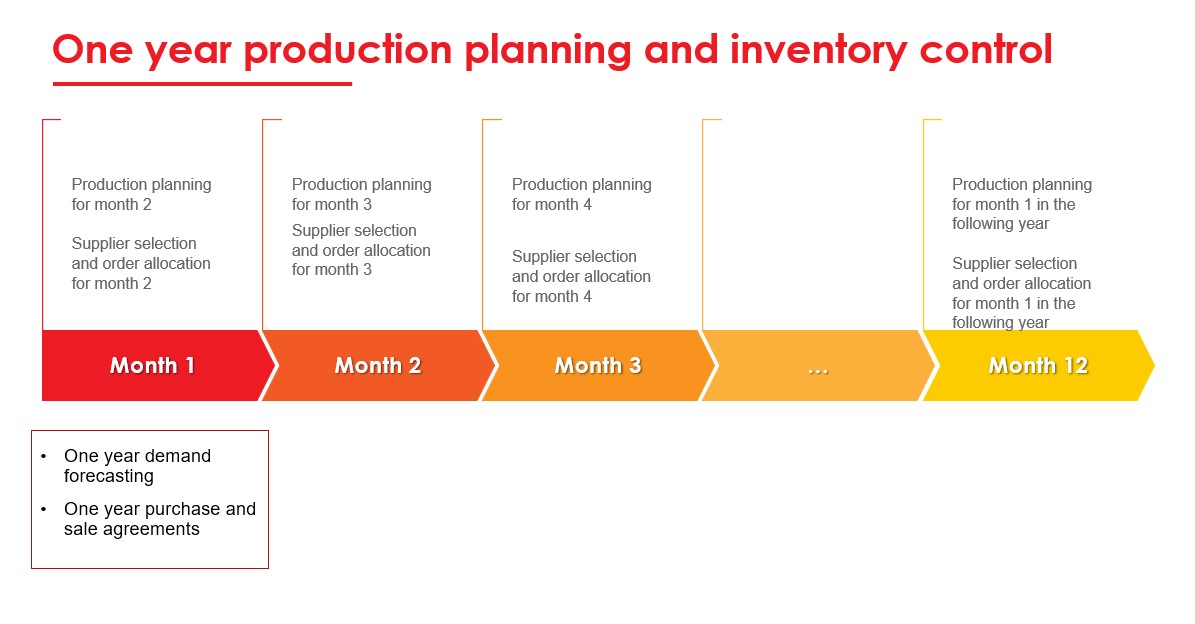 One year production planning and inventory control
Production planning
for month 2
Supplier selection
and order allocation
for month 2
Production planning
for month 3
Supplier selection
and order allocation
for month 3
Production planning
for month 4
Supplier selection
and order allocation
for month 4
Production planning
for month 1 in the
following year
Supplier selection
and order allocation
for month 1 in the
following year
Month 1
Month 2
Month 3
...
Month 12
• One year demand
forecasting
• One year purchase and
sale agreements